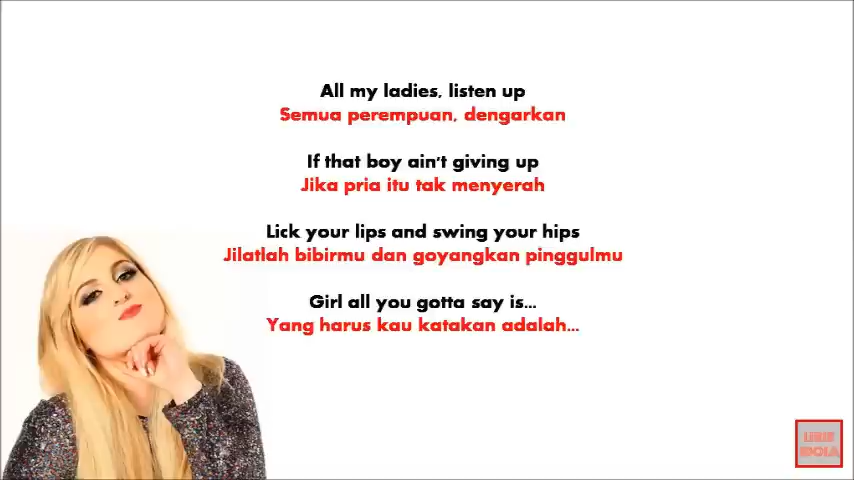 All my ladies, listen up
Semua perempuan, dengarkan
If that boy ain't giving up
Jika pria itu tak menyerah
Lick your lips and swing your hips
Jilatlah bibirmu dan goyangkan pinggulmu
Girl all you gotta say is...
Yang harus kau katakan adalah...
LIRIK
IDOLA